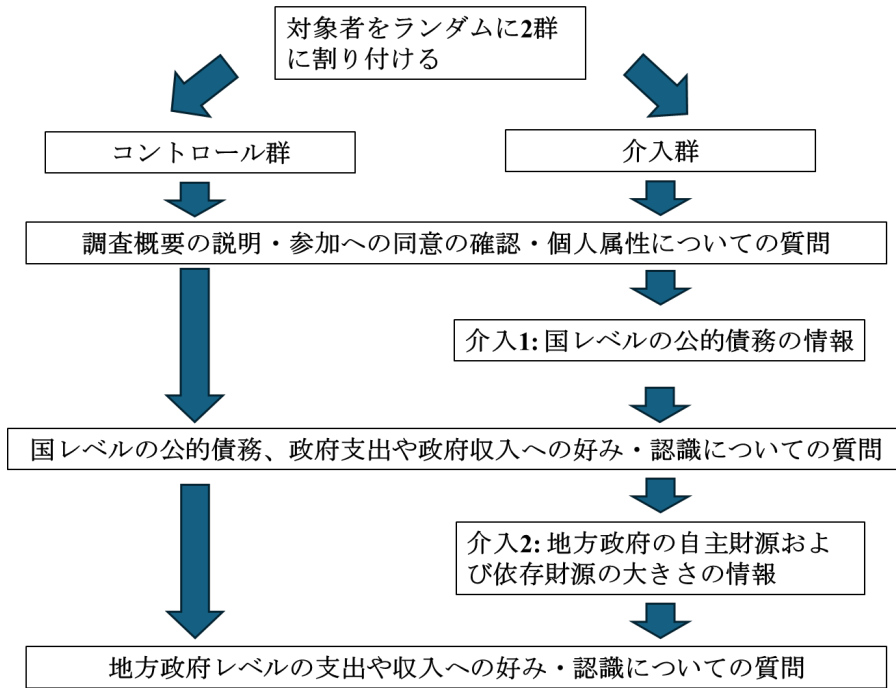 対象者をランダムに2群
に割り付ける
コントロール群
介入群
調査概要の説明・参加への同意の確認・個人属性についての質問
介入1: 国レベルの公的債務の情報
国レベルの公的債務、政府支出や政府収入への好み・認識についての質問
介入2: 地方政府の自主財源およ
び依存財源の大きさの情報
地方政府レベルの支出や収入への好み・認識についての質問